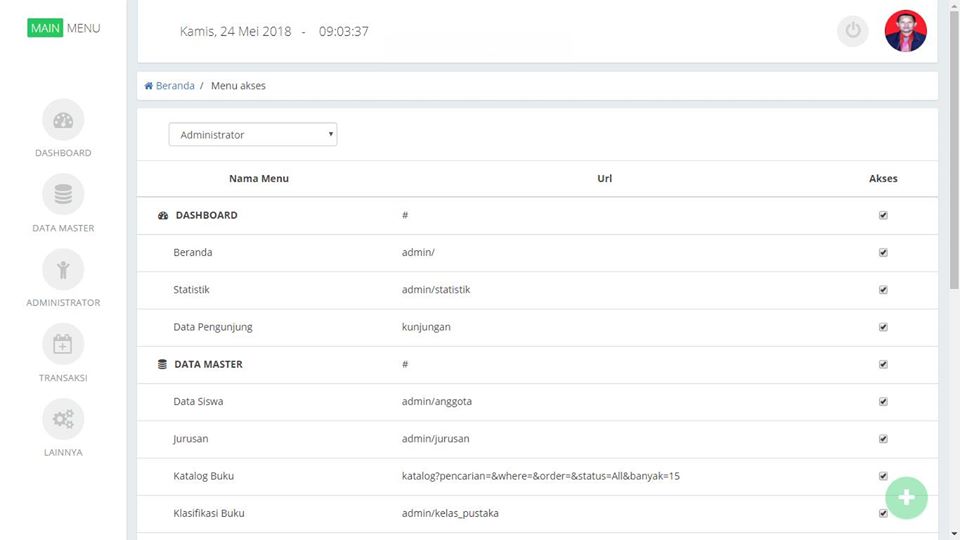 MAIN MENU
Kamis, 24 Mei 2018 - 09:03:37
Beranda / Menu akses
DASHBOARD
DATA MASTER
ADMINISTRATOR
TRANSAKSI
LAINNYA
Administrator
Nama Menu Url Akses
DASHBOARD #
Beranda admin/
Statistik admin/statistik
Data Pengunjung kunjungan
DATA MASTER #
Data Siswa admin/anggota
Jurusan admin/jurusan
Katalog Buku katalog?pencarian=&where=&order=&status=All&banyak=15
Klasifikasi Buku admin/kelas_pustaka